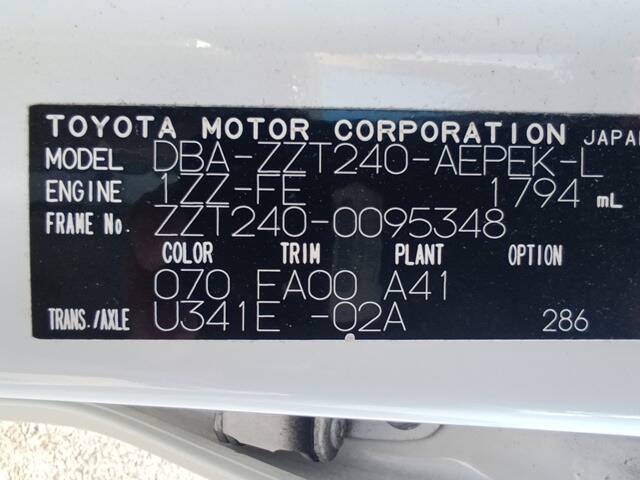 TOYOTA MOTOR CORPORATION JAPAN
MODEL DBA-ZZT240-AEPEK-L
ENGINE 1ZZ-FE 1794 mL
FRAME No. ZZT240-0095348
COLOR TRIM PLANT OPTION
070 EA00 A41
TRANS./AXLE U341E -02A 286